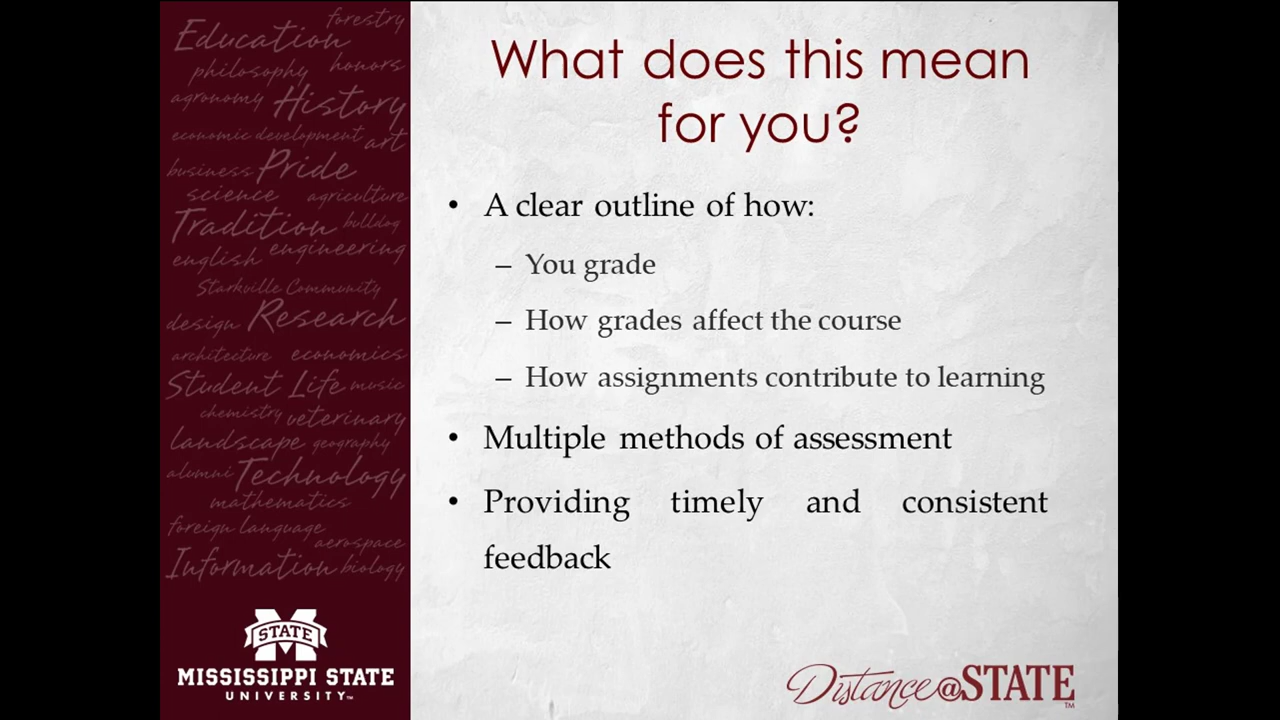 forestry
Education
philosophy honors
agronomy History
economic development art
business Pride
science agriculture
Tradition bulldog
english engineering
Starkville Community
design Research
architecture economics
Student Life music
chemistry veterinary
landscape geography
alumni Technology
mathematics
foreign language
aerospace
Information biology
STATE
MISSISSIPPI STATE
UNIVERSITY™
What does this mean
for you?
• A clear outline of how:
– You grade
– How grades affect the course
– How assignments contribute to learning
• Multiple methods of assessment
• Providing timely and consistent
feedback
Distance@STATE™